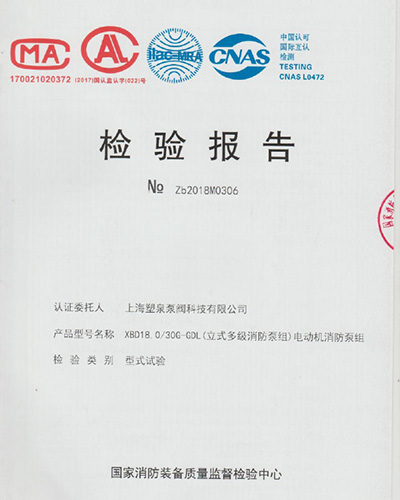 MA
AL
ilac-MRA
CNAS
中国认可
国际互认
检测
TESTING
CNAS L0472
170021020372
(2017)国认监认字(032)号
检验报告
№ Zb2018M0306
认证委托人 上海塑泉泵阀科技有限公司
产品型号名称 XBD18.0/30G-GDL(立式多级消防泵组)电动机消防泵组
检验类别 型式试验
国家消防装备质量监督检验中心